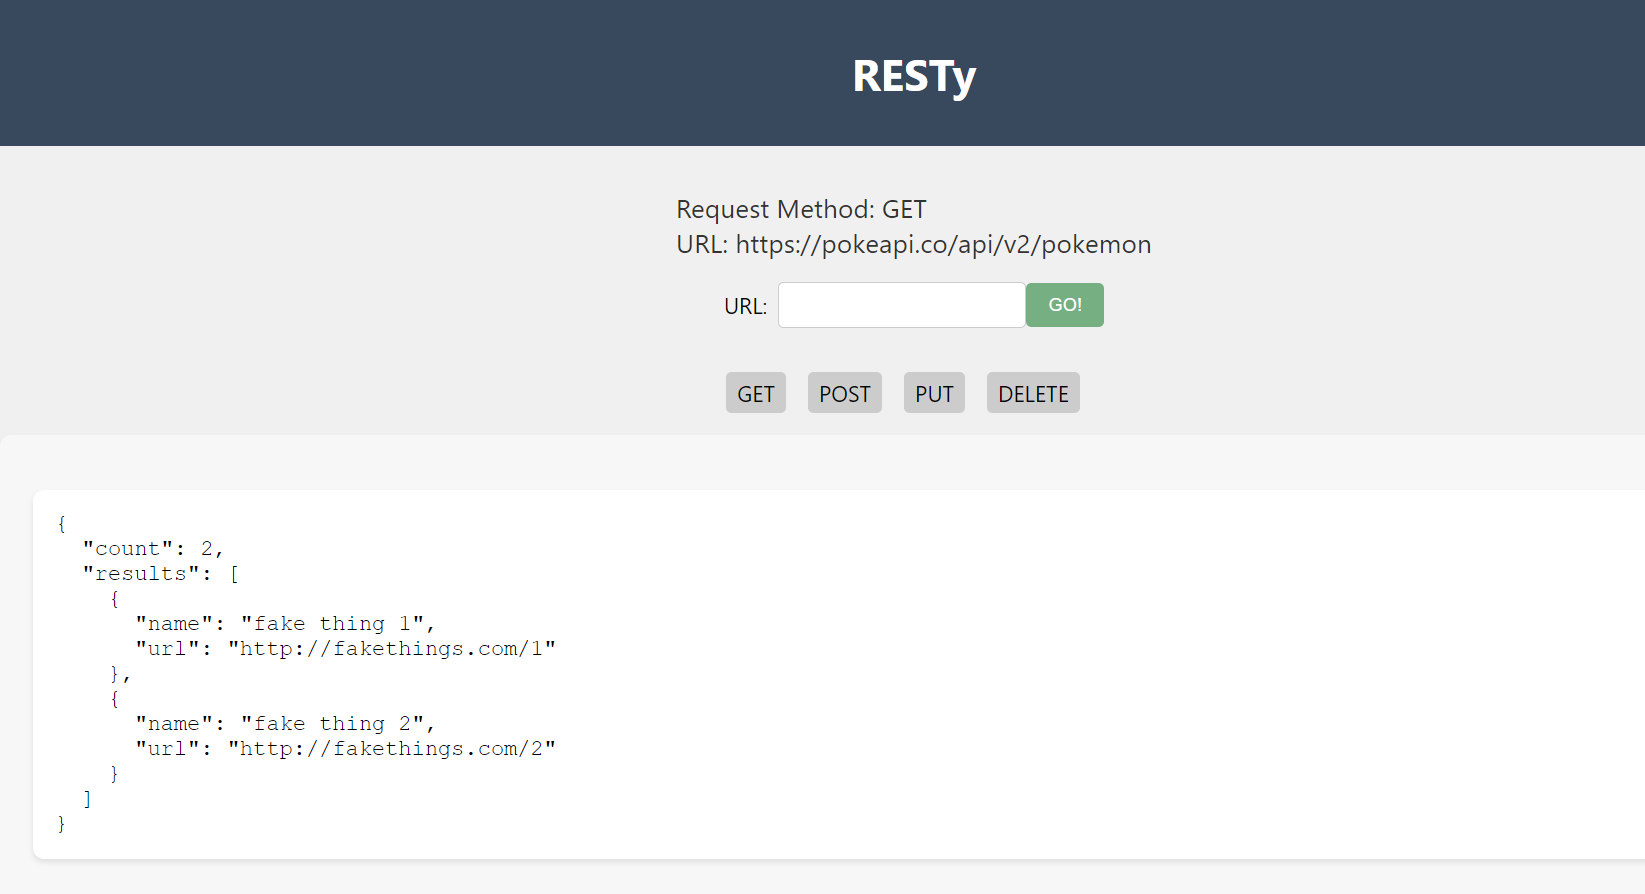 RESTy
Request Method: GET
URL: https://pokeapi.co/api/v2/pokemon
URL: GO!
GET POST PUT DELETE
{
"count": 2,
"results": [
{
"name": "fake thing 1",
"url": "http://fakethings.com/1"
},
{
"name": "fake thing 2",
"url": "http://fakethings.com/2"
}
]
}